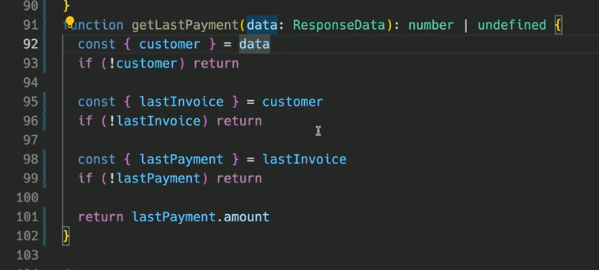 90 }
91 function getLastPayment(data: ResponseData): number | undefined {
92 const { customer } = data
93 if (!customer) return
94
95 const { lastInvoice } = customer
96 if (!lastInvoice) return
97
98 const { lastPayment } = lastInvoice
99 if (!lastPayment) return
100
101 return lastPayment.amount
102 }
103